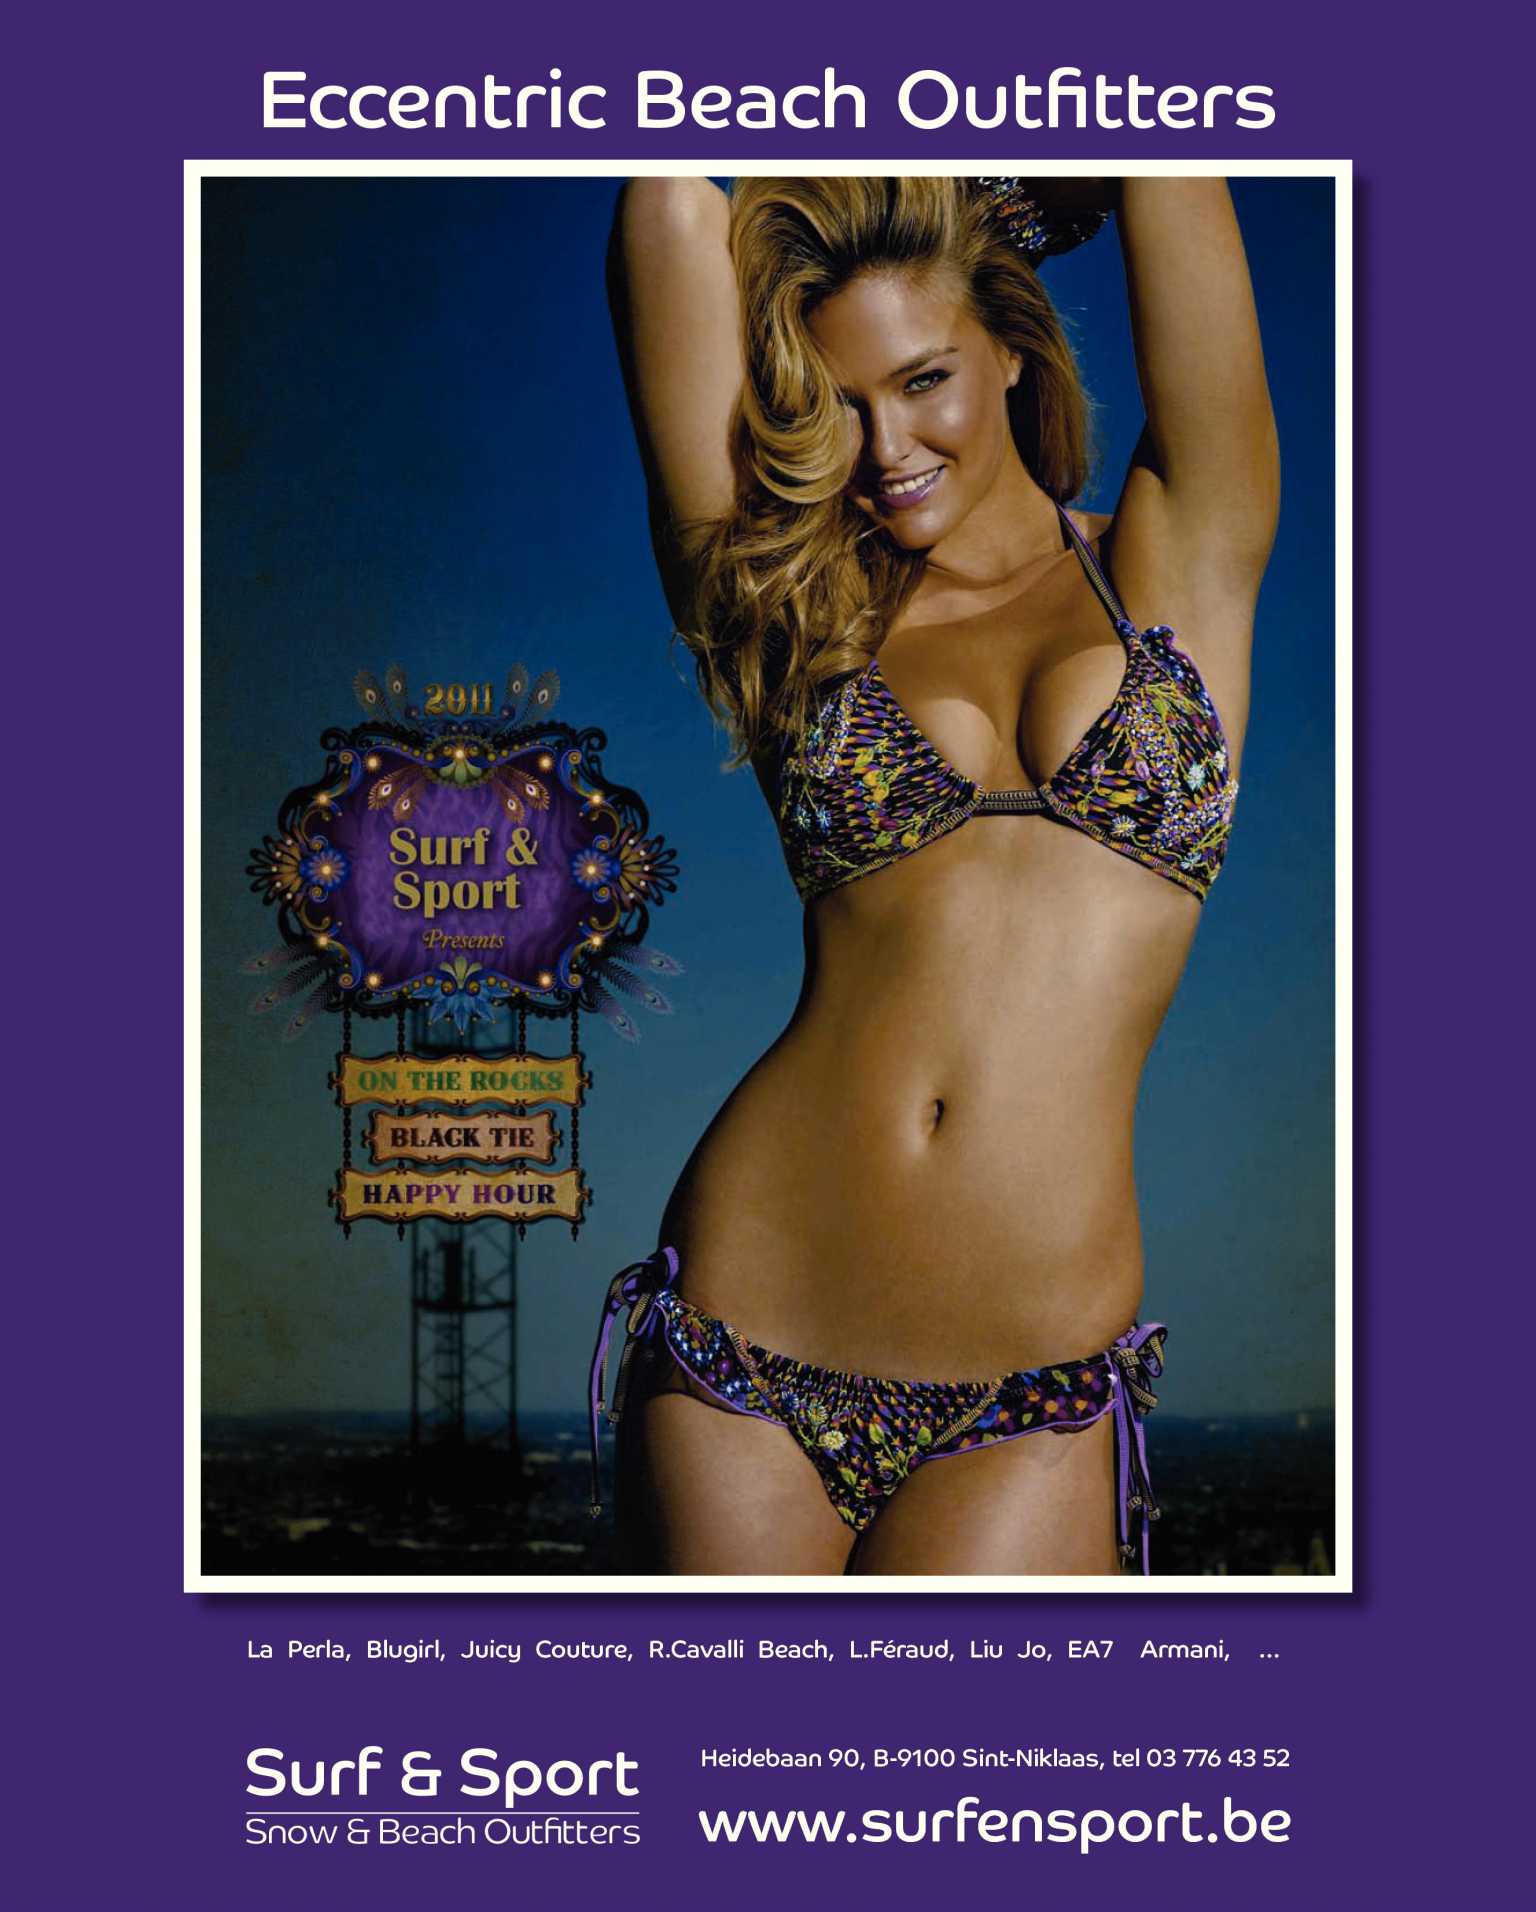 Eccentric Beach Outfitters
2011
Surf &
Sport
Presents
ON THE ROCKS
BLACK TIE
HAPPY HOUR
La Perla, Blugirl, Juicy Couture, R.Cavalli Beach, L.Féraud, Liu Jo, EA7 Armani, ...
Surf & Sport
Snow & Beach Outfitters
Heidebaan 90, B-9100 Sint-Niklaas, tel 03 776 43 52
www.surfensport.be